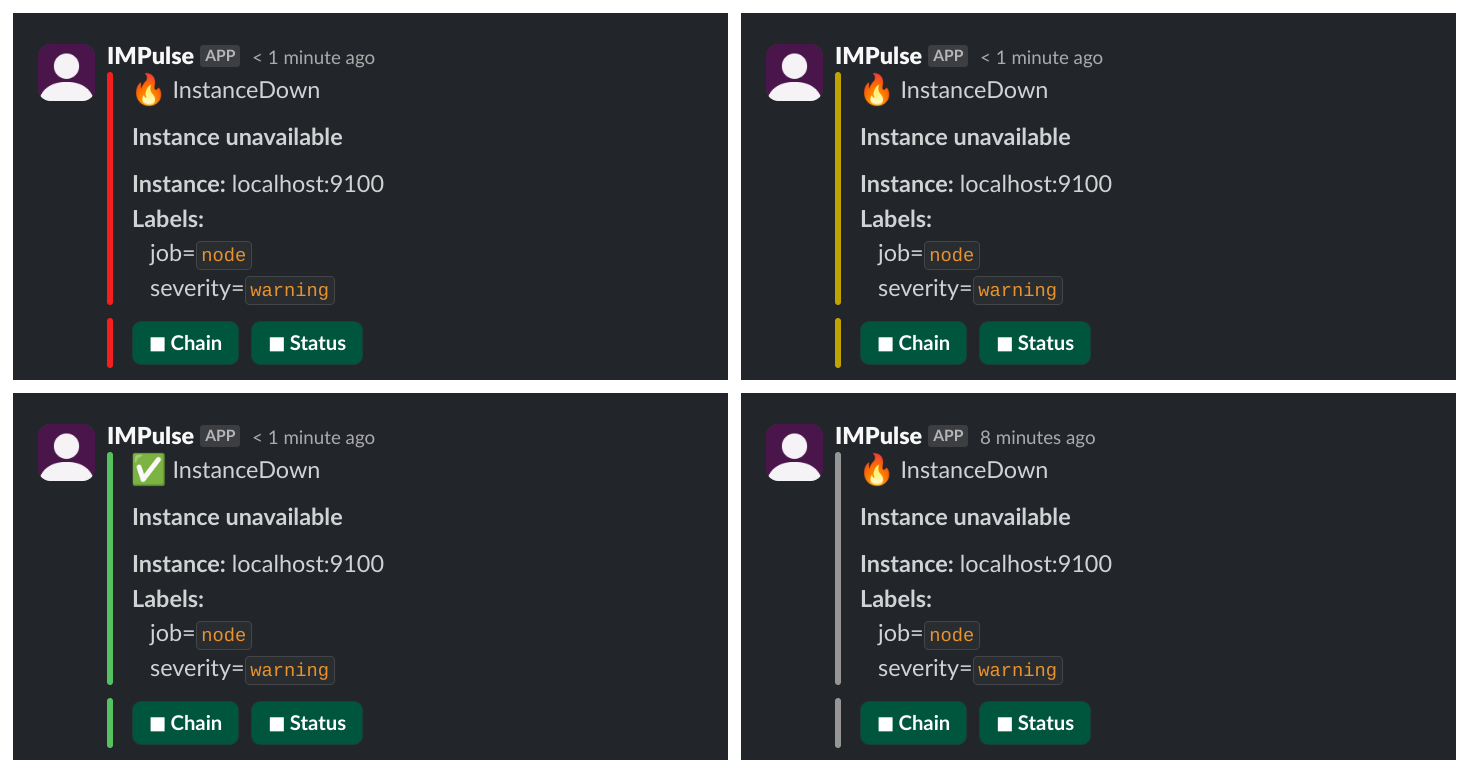 IMPulse APP < 1 minute ago
🔥 InstanceDown
Instance unavailable
Instance: localhost:9100
Labels:
job=node
severity=warning
Chain Status
IMPulse APP < 1 minute ago
🔥 InstanceDown
Instance unavailable
Instance: localhost:9100
Labels:
job=node
severity=warning
Chain Status
IMPulse APP < 1 minute ago
✅ InstanceDown
Instance unavailable
Instance: localhost:9100
Labels:
job=node
severity=warning
Chain Status
IMPulse APP 8 minutes ago
🔥 InstanceDown
Instance unavailable
Instance: localhost:9100
Labels:
job=node
severity=warning
Chain Status